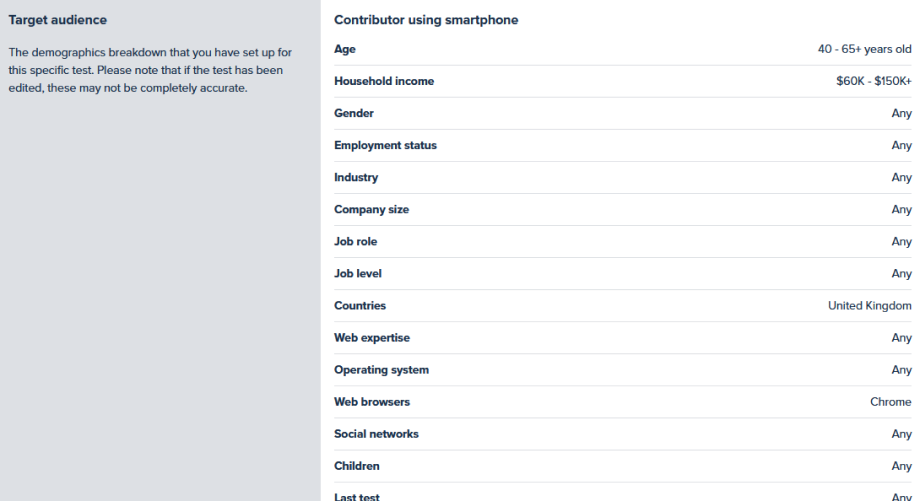 Target audience
The demographics breakdown that you have set up for
this specific test. Please note that if the test has been
edited, these may not be completely accurate.
Contributor using smartphone
Age 40 - 65+ years old
Household income $60K - $150K+
Gender Any
Employment status Any
Industry Any
Company size Any
Job role Any
Job level Any
Countries United Kingdom
Web expertise Any
Operating system Any
Web browsers Chrome
Social networks Any
Children Any
Last test Any